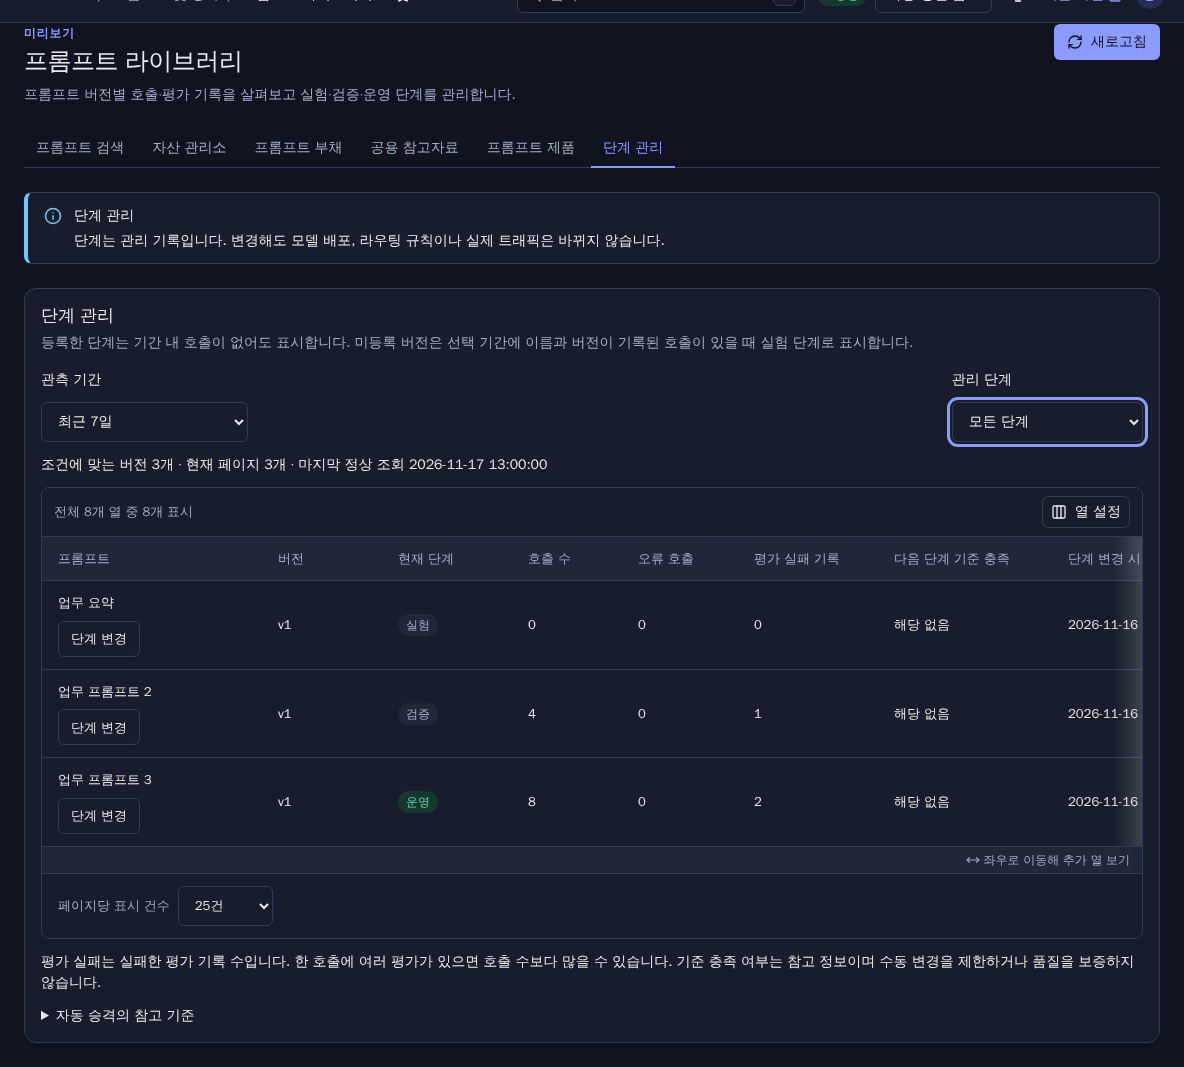 미리보기
프롬프트 라이브러리
새로고침
프롬프트 버전별 호출·평가 기록을 살펴보고 실험·검증·운영 단계를 관리합니다.
프롬프트 검색 자산 관리소 프롬프트 부채 공용 참고자료 프롬프트 제품 단계 관리
단계 관리
단계는 관리 기록입니다. 변경해도 모델 배포, 라우팅 규칙이나 실제 트래픽은 바뀌지 않습니다.
단계 관리
등록한 단계는 기간 내 호출이 없어도 표시합니다. 미등록 버전은 선택 기간에 이름과 버전이 기록된 호출이 있을 때 실험 단계로 표시합니다.
관측 기간 관리 단계
최근 7일 모든 단계
조건에 맞는 버전 3개 · 현재 페이지 3개 · 마지막 정상 조회 2026-11-17 13:00:00
전체 8개 열 중 8개 표시 열 설정
프롬프트 버전 현재 단계 호출 수 오류 호출 평가 실패 기록 다음 단계 기준 충족 단계 변경 시
업무 요약
단계 변경 v1 실험 0 0 0 해당 없음 2026-11-16
업무 프롬프트 2
단계 변경 v1 검증 4 0 1 해당 없음 2026-11-16
업무 프롬프트 3
단계 변경 v1 운영 8 0 2 해당 없음 2026-11-16
↔ 좌우로 이동해 추가 열 보기
페이지당 표시 건수 25건
평가 실패는 실패한 평가 기록 수입니다. 한 호출에 여러 평가가 있으면 호출 수보다 많을 수 있습니다. 기준 충족 여부는 참고 정보이며 수동 변경을 제한하거나 품질을 보증하지
않습니다.
▶ 자동 승격의 참고 기준